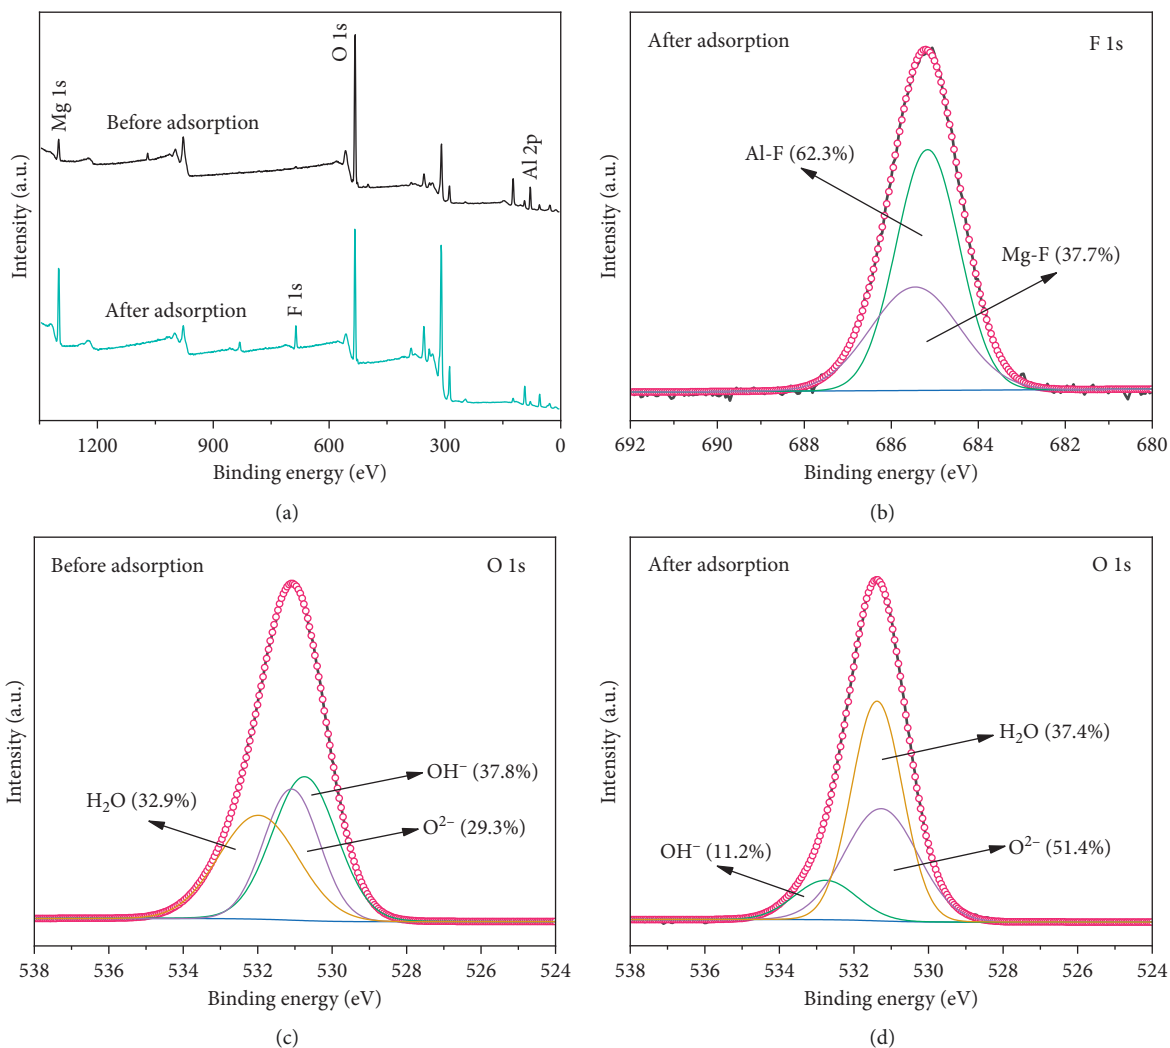 Intensity (a.u.)
Mg 1s
Before adsorption
O 1s
Al 2p
After adsorption
F 1s
1200 900 600 300 0
Binding energy (eV)
(a)
Intensity (a.u.)
After adsorption
F 1s
Al-F (62.3%)
Mg-F (37.7%)
692 690 688 686 684 682 680
Binding energy (eV)
(b)
Intensity (a.u.)
Before adsorption
O 1s
H₂O (32.9%)
OH⁻ (37.8%)
O²⁻ (29.3%)
538 536 534 532 530 528 526 524
Binding energy (eV)
(c)
Intensity (a.u.)
After adsorption
O 1s
H₂O (37.4%)
OH⁻ (11.2%)
O²⁻ (51.4%)
538 536 534 532 530 528 526 524
Binding energy (eV)
(d)